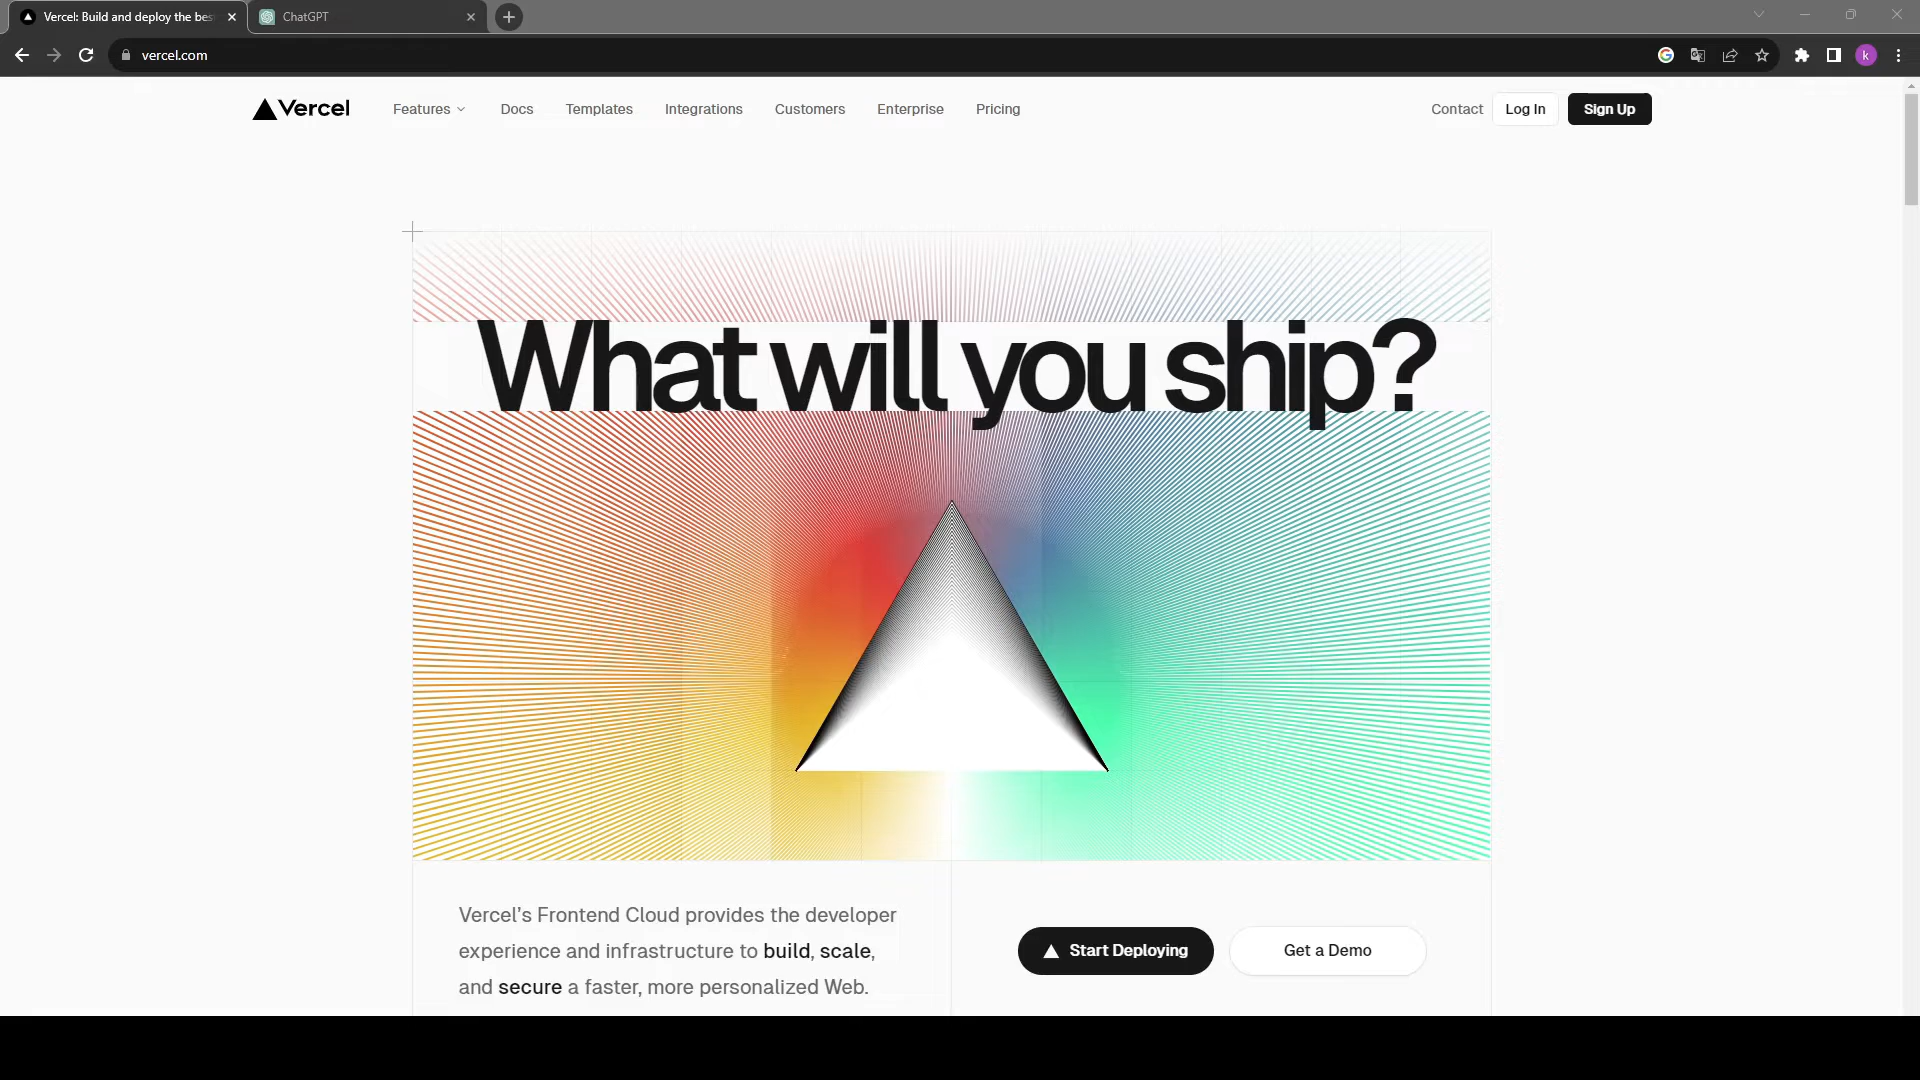 Vercel: Build and deploy the bes
ChatGPT
vercel.com
k
Vercel
Features
Docs
Templates
Integrations
Customers
Enterprise
Pricing
Contact
Log In
Sign Up
What will you ship?
Vercel's Frontend Cloud provides the developer
experience and infrastructure to build, scale,
and secure a faster, more personalized Web.
Start Deploying
Get a Demo